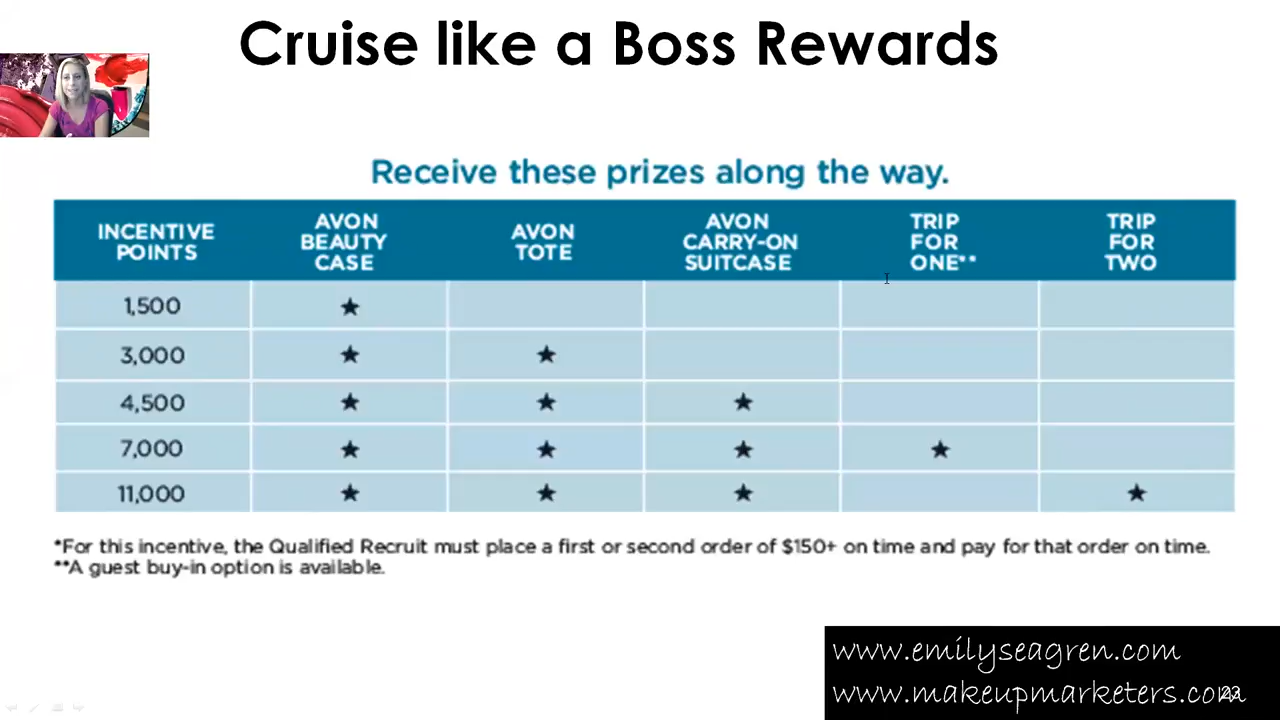 Cruise like a Boss Rewards
Receive these prizes along the way.
INCENTIVE POINTS
AVON BEAUTY CASE
AVON TOTE
AVON CARRY-ON SUITCASE
TRIP FOR ONE**
TRIP FOR TWO
1,500 ★
3,000 ★ ★
4,500 ★ ★ ★
7,000 ★ ★ ★ ★
11,000 ★ ★ ★ ★
*For this incentive, the Qualified Recruit must place a first or second order of $150+ on time and pay for that order on time.
**A guest buy-in option is available.
www.emilyseagren.com
www.makeupmarketers.com